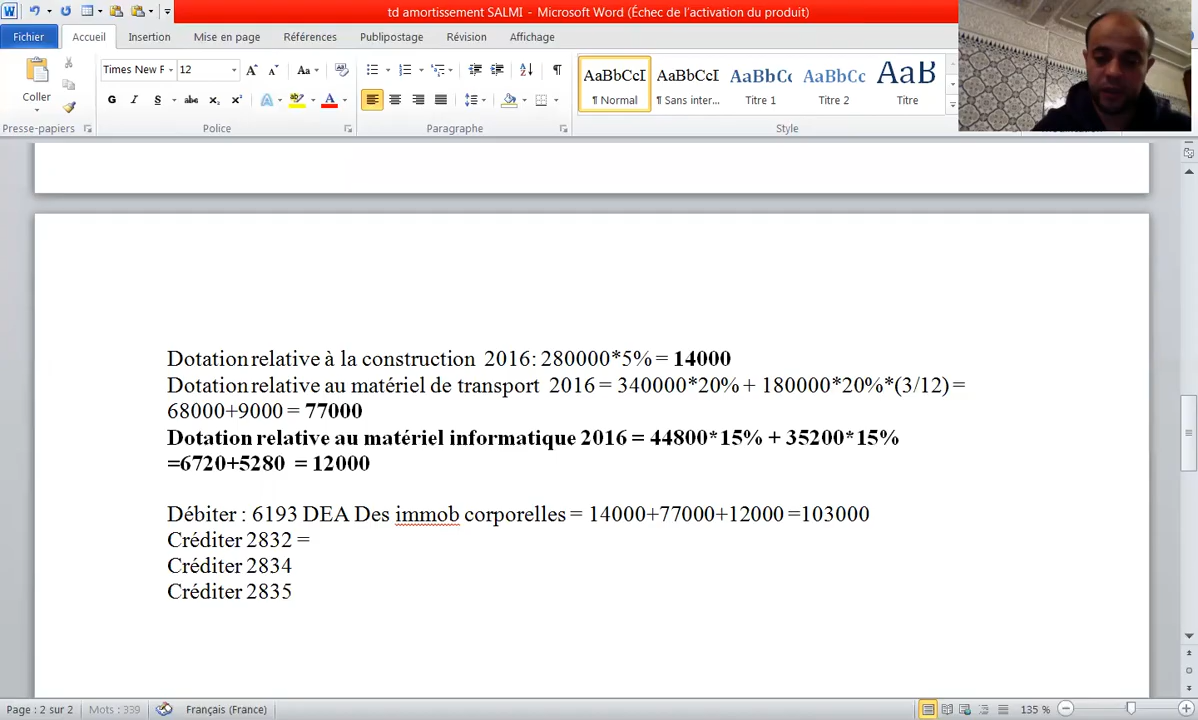 td amortissement SALMI - Microsoft Word (Échec de l'activation du produit)
Fichier Accueil Insertion Mise en page Références Publipostage Révision Affichage
Times New F 12 Aa
AaBbCcI AaBbCcI AaBbCc AaBbCc AaB
Coller G I S abc x₂ x² A A
¶ Normal ¶ Sans inter... Titre 1 Titre 2 Titre
Presse-papiers Police Paragraphe Style
Dotation relative à la construction 2016: 280000*5% = 14000
Dotation relative au matériel de transport 2016 = 340000*20% + 180000*20%*(3/12) =
68000+9000 = 77000
Dotation relative au matériel informatique 2016 = 44800*15% + 35200*15%
=6720+5280 = 12000
Débiter : 6193 DEA Des immob corporelles = 14000+77000+12000 =103000
Créditer 2832 =
Créditer 2834
Créditer 2835
Page : 2 sur 2 Mots : 339 Français (France) 135 %